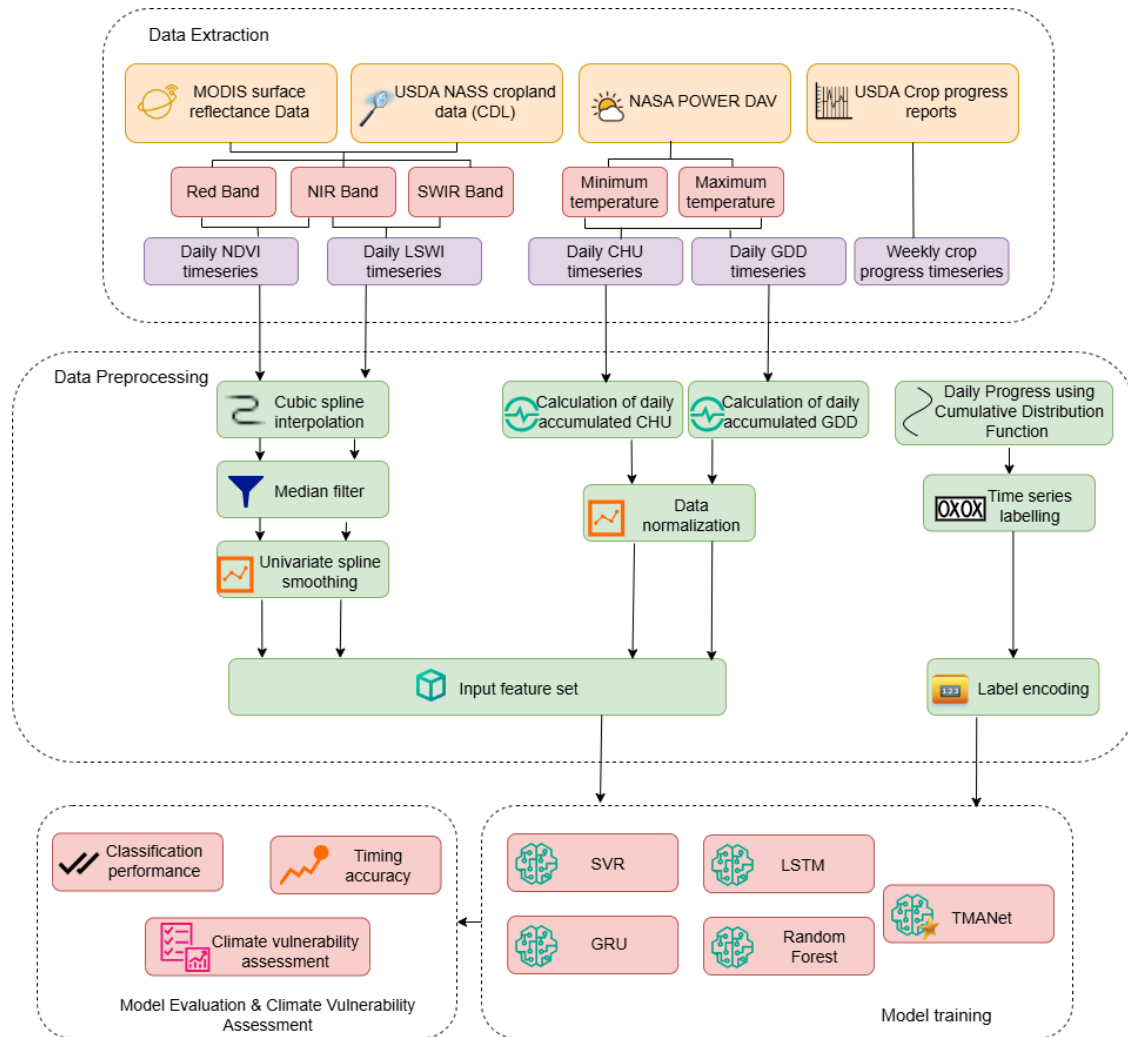 Data Extraction
MODIS surface
reflectance Data
USDA NASS cropland
data (CDL)
NASA POWER DAV
USDA Crop progress
reports
Red Band
NIR Band
SWIR Band
Minimum
temperature
Maximum
temperature
Daily NDVI
timeseries
Daily LSWI
timeseries
Daily CHU
timeseries
Daily GDD
timeseries
Weekly crop
progress timeseries
Data Preprocessing
Cubic spline
interpolation
Calculation of daily
accumulated CHU
Calculation of daily
accumulated GDD
Daily Progress using
Cumulative Distribution
Function
Median filter
Data
normalization
OXOX
Time series
labelling
Univariate spline
smoothing
Input feature set
123
Label encoding
Classification
performance
Timing
accuracy
Climate vulnerability
assessment
Model Evaluation & Climate Vulnerability
Assessment
SVR
LSTM
TMANet
GRU
Random
Forest
Model training